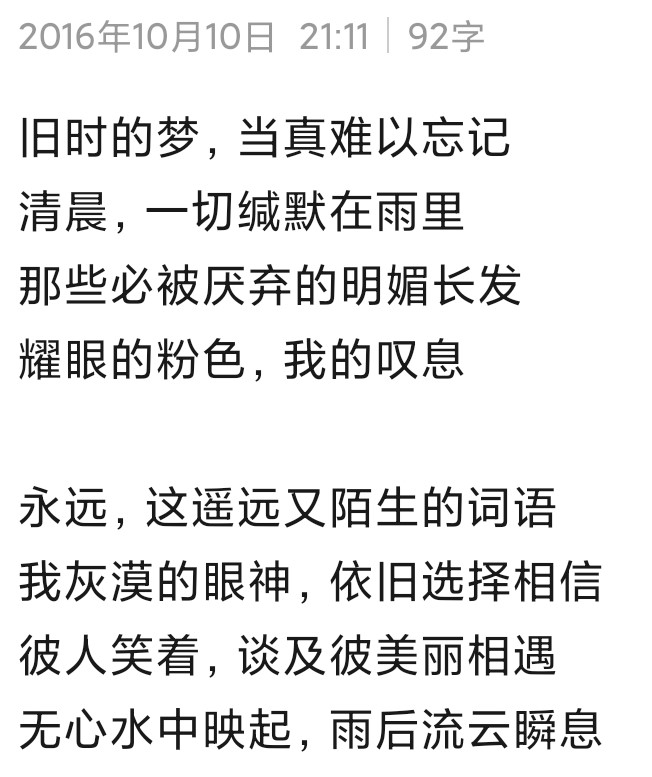 2016年10月10日 21:11 | 92字
旧时的梦，当真难以忘记
清晨，一切缄默在雨里
那些必被厌弃的明媚长发
耀眼的粉色，我的叹息
永远，这遥远又陌生的词语
我灰漠的眼神，依旧选择相信
彼人笑着，谈及彼美丽相遇
无心水中映起，雨后流云瞬息